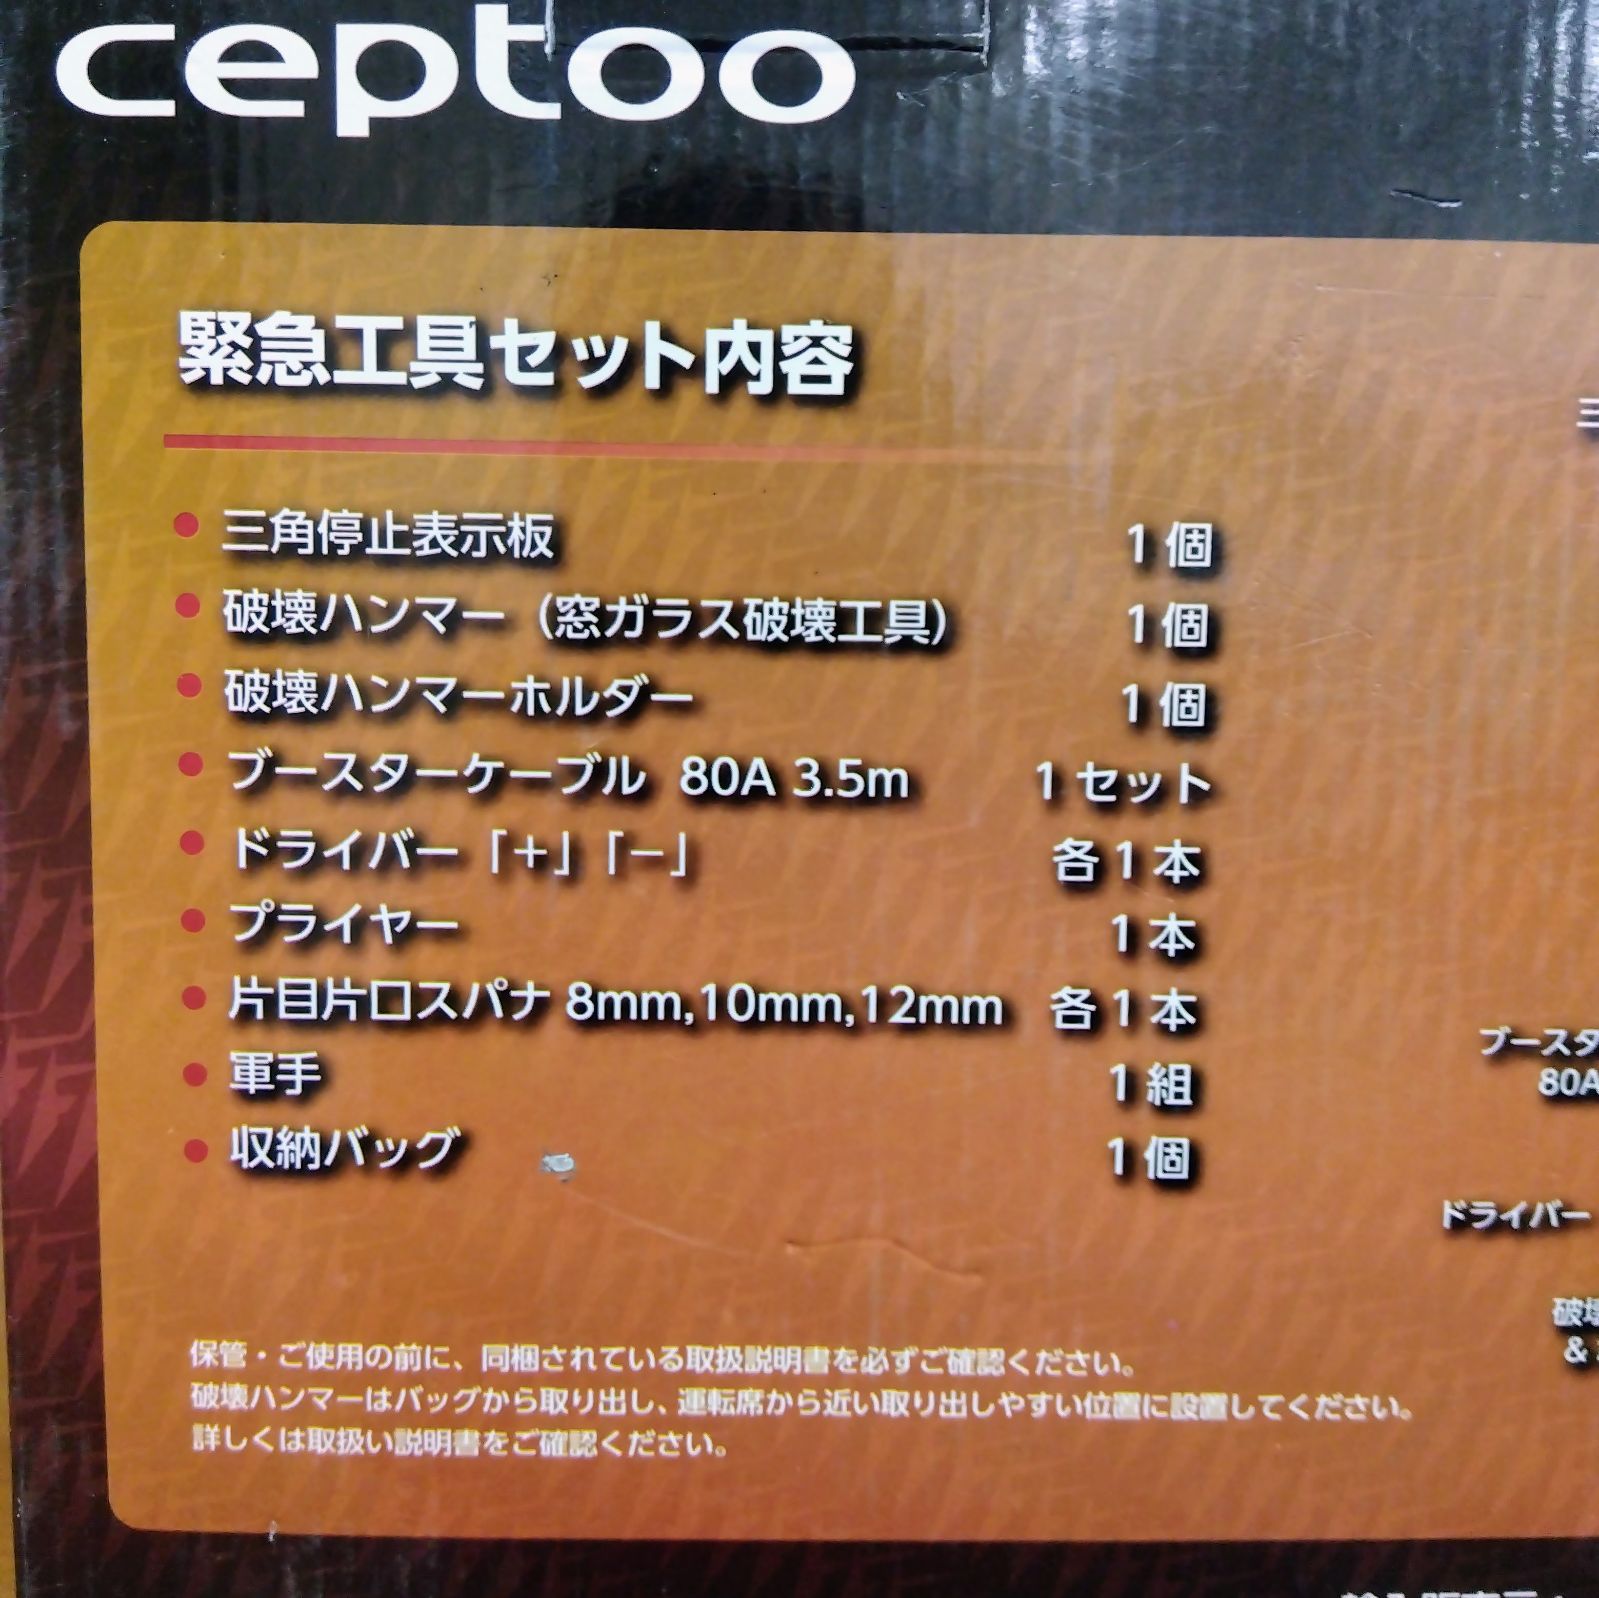 ceptoo
緊急工具セット内容
三角停止表示板 1個
破壊ハンマー（窓ガラス破壊工具） 1個
破壊ハンマーホルダー 1個
ブースターケーブル 80A 3.5m 1セット
ドライバー「＋」「－」 各1本
プライヤー 1本
片目片口スパナ 8mm,10mm,12mm 各1本
軍手 1組
収納バッグ 1個
保管・ご使用の前に、同梱されている取扱説明書を必ずご確認ください。
破壊ハンマーはバッグから取り出し、運転席から近い取り出しやすい位置に設置してください。
詳しくは取扱い説明書をご確認ください。
三
ブースタ
80A
ドライバー
破壊
&